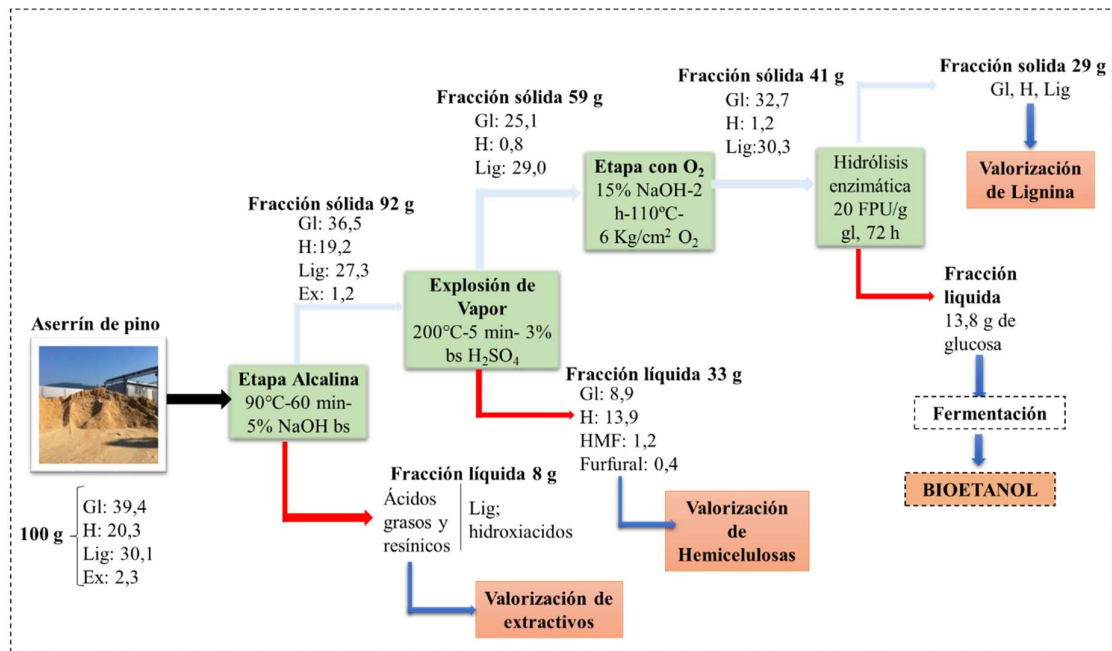 Aserrín de pino
100 g
Gl: 39,4
H: 20,3
Lig: 30,1
Ex: 2,3
Etapa Alcalina
90°C-60 min-
5% NaOH bs
Fracción sólida 92 g
Gl: 36,5
H:19,2
Lig: 27,3
Ex: 1,2
Fracción líquida 8 g
Ácidos
grasos y
resínicos
Lig;
hidroxiacidos
Valorización de
extractivos
Explosión de
Vapor
200°C-5 min- 3%
bs H₂SO₄
Fracción sólida 59 g
Gl: 25,1
H: 0,8
Lig: 29,0
Fracción líquida 33 g
Gl: 8,9
H: 13,9
HMF: 1,2
Furfural: 0,4
Valorización
de
Hemicelulosas
Etapa con O₂
15% NaOH-2
h-110ºC-
6 Kg/cm² O₂
Fracción sólida 41 g
Gl: 32,7
H: 1,2
Lig:30,3
Hidrólisis
enzimática
20 FPU/g
gl, 72 h
Fracción solida 29 g
Gl, H, Lig
Valorización
de Lignina
Fracción
liquida
13,8 g de
glucosa
Fermentación
BIOETANOL